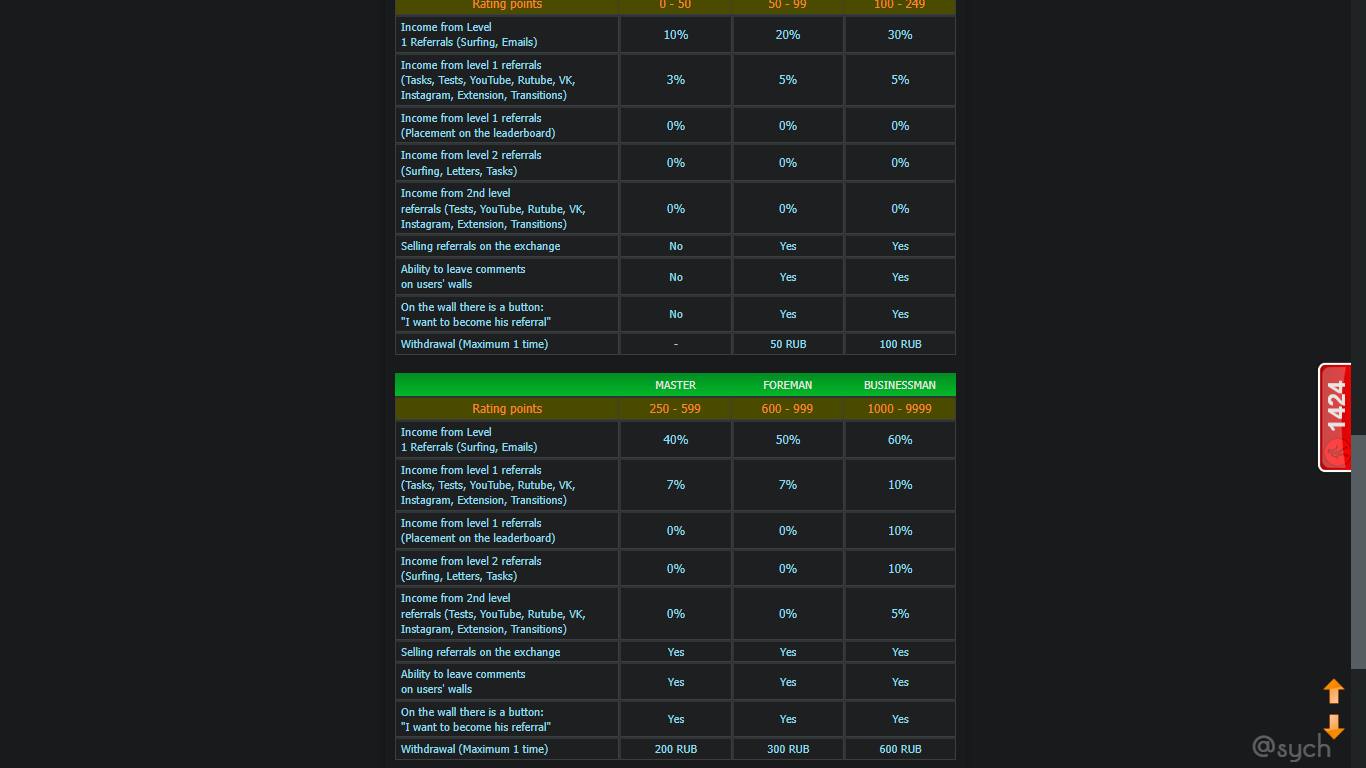 Rating points 0 - 50 50 - 99 100 - 249
Income from Level
1 Referrals (Surfing, Emails) 10% 20% 30%
Income from level 1 referrals
(Tasks, Tests, YouTube, Rutube, VK, 3% 5% 5%
Instagram, Extension, Transitions)
Income from level 1 referrals
(Placement on the leaderboard) 0% 0% 0%
Income from level 2 referrals
(Surfing, Letters, Tasks) 0% 0% 0%
Income from 2nd level
referrals (Tests, YouTube, Rutube, VK, 0% 0% 0%
Instagram, Extension, Transitions)
Selling referrals on the exchange No Yes Yes
Ability to leave comments
on users' walls No Yes Yes
On the wall there is a button:
"I want to become his referral" No Yes Yes
Withdrawal (Maximum 1 time) - 50 RUB 100 RUB
MASTER FOREMAN BUSINESSMAN
Rating points 250 - 599 600 - 999 1000 - 9999
Income from Level
1 Referrals (Surfing, Emails) 40% 50% 60%
Income from level 1 referrals
(Tasks, Tests, YouTube, Rutube, VK, 7% 7% 10%
Instagram, Extension, Transitions)
Income from level 1 referrals
(Placement on the leaderboard) 0% 0% 10%
Income from level 2 referrals
(Surfing, Letters, Tasks) 0% 0% 10%
Income from 2nd level
referrals (Tests, YouTube, Rutube, VK, 0% 0% 5%
Instagram, Extension, Transitions)
Selling referrals on the exchange Yes Yes Yes
Ability to leave comments
on users' walls Yes Yes Yes
On the wall there is a button:
"I want to become his referral" Yes Yes Yes
Withdrawal (Maximum 1 time) 200 RUB 300 RUB 600 RUB
1424
@sych